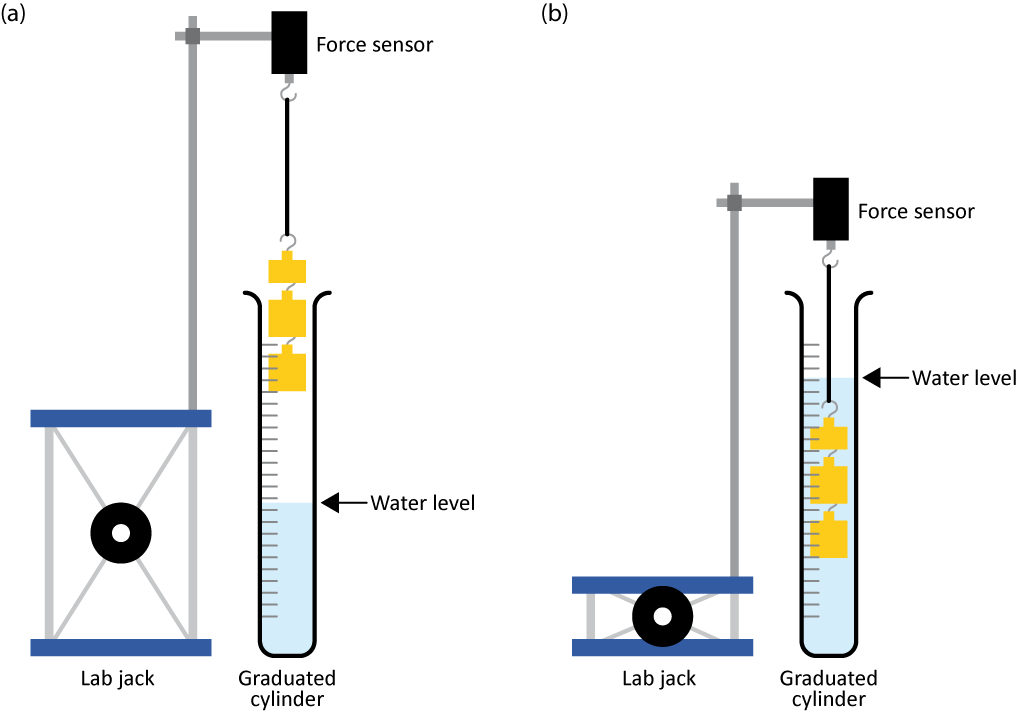 (a)
Force sensor
Water level
Lab jack
Graduated
cylinder
(b)
Force sensor
Water level
Lab jack
Graduated
cylinder